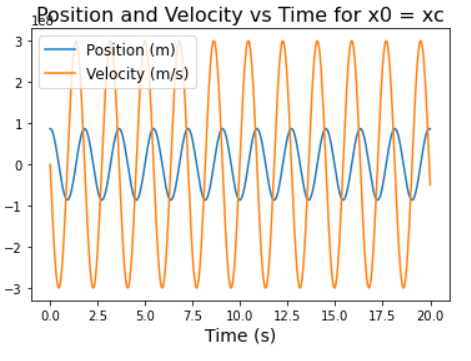 Position and Velocity vs Time for x0 = xc
1e8
Position (m)
Velocity (m/s)
3
2
1
0
−1
−2
−3
0.0 2.5 5.0 7.5 10.0 12.5 15.0 17.5 20.0
Time (s)